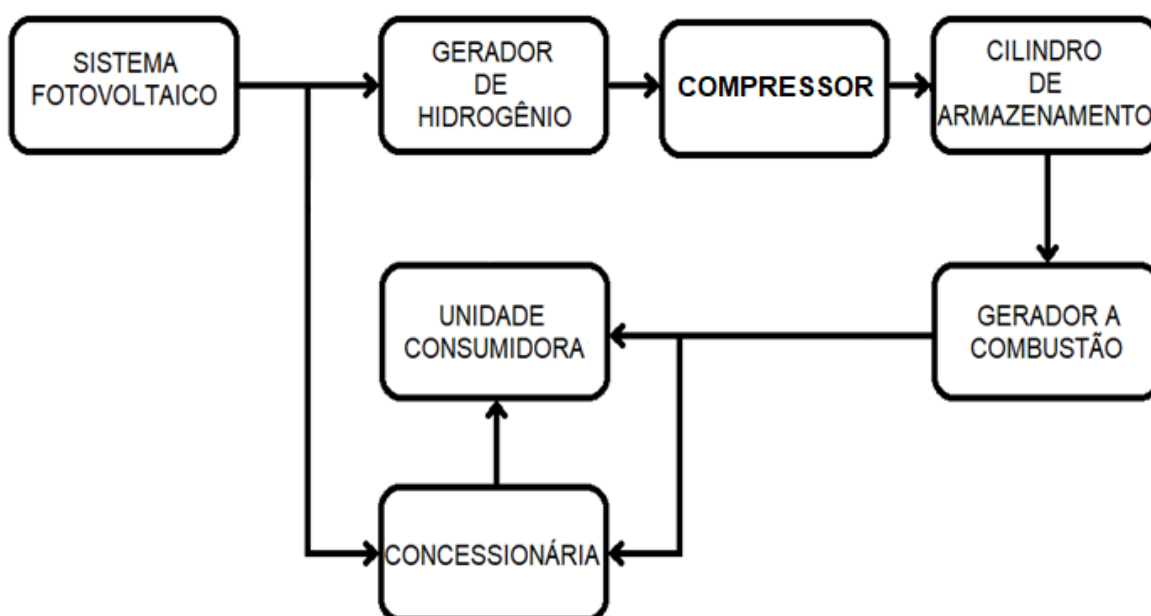 SISTEMA
FOTOVOLTAICO
GERADOR
DE
HIDROGÊNIO
COMPRESSOR
CILINDRO
DE
ARMAZENAMENTO
UNIDADE
CONSUMIDORA
GERADOR A
COMBUSTÃO
CONCESSIONÁRIA